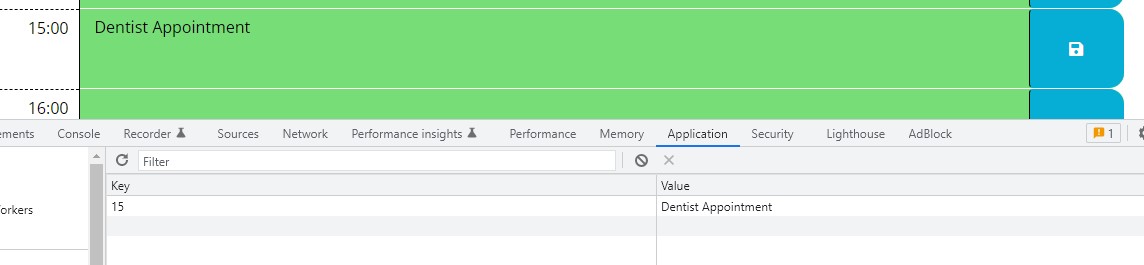 15:00 Dentist Appointment
16:00
ements Console Recorder Sources Network Performance insights Performance Memory Application Security Lighthouse AdBlock 1
Filter
Key Value
15 Dentist Appointment
orkers